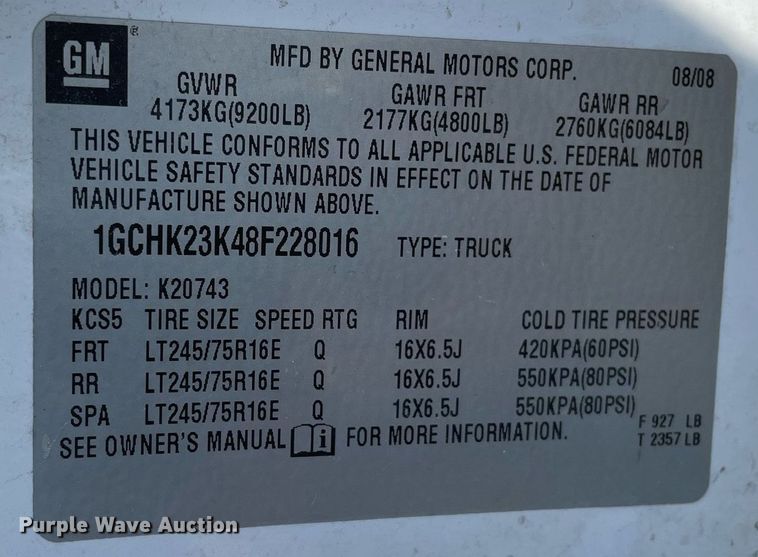 GM®
MFD BY GENERAL MOTORS CORP. 08/08
GVWR GAWR FRT GAWR RR
4173KG(9200LB) 2177KG(4800LB) 2760KG(6084LB)
THIS VEHICLE CONFORMS TO ALL APPLICABLE U.S. FEDERAL MOTOR
VEHICLE SAFETY STANDARDS IN EFFECT ON THE DATE OF
MANUFACTURE SHOWN ABOVE.
1GCHK23K48F228016 TYPE: TRUCK
MODEL: K20743
KCS5 TIRE SIZE SPEED RTG RIM COLD TIRE PRESSURE
FRT LT245/75R16E Q 16X6.5J 420KPA(60PSI)
RR LT245/75R16E Q 16X6.5J 550KPA(80PSI)
SPA LT245/75R16E Q 16X6.5J 550KPA(80PSI)
F 927 LB
SEE OWNER'S MANUAL i FOR MORE INFORMATION. T 2357 LB
Purple Wave Auction